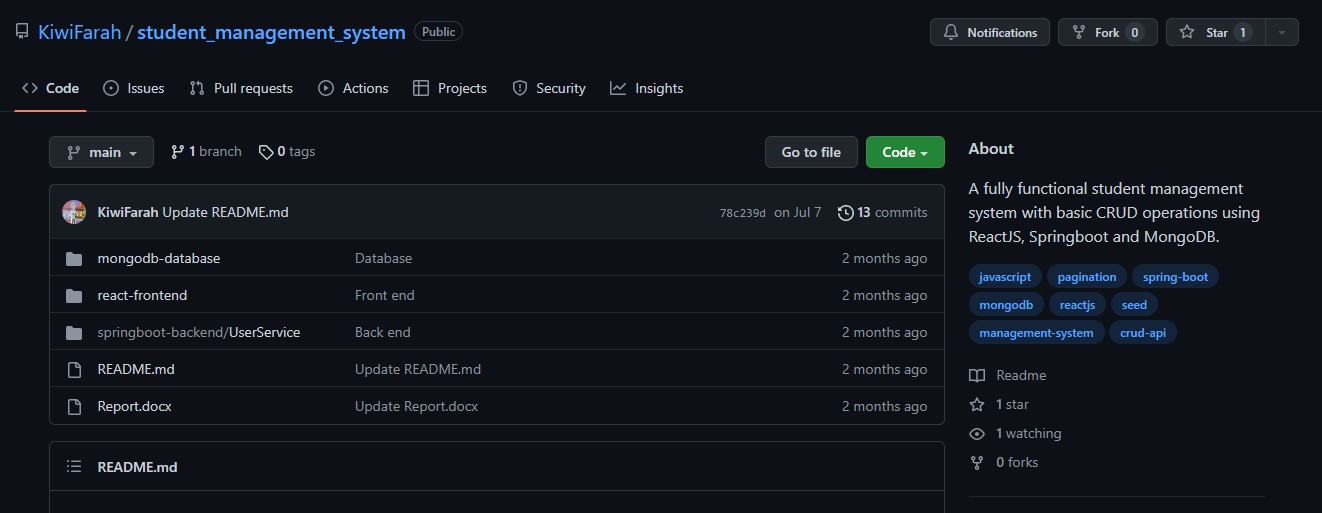 KiwiFarah / student_management_system Public Notifications Fork 0 Star 1
Code Issues Pull requests Actions Projects Security Insights
main 1 branch 0 tags Go to file Code
KiwiFarah Update README.md 78c239d on Jul 7 13 commits
mongodb-database Database 2 months ago
react-frontend Front end 2 months ago
springboot-backend/UserService Back end 2 months ago
README.md Update README.md 2 months ago
Report.docx Update Report.docx 2 months ago
README.md
About
A fully functional student management
system with basic CRUD operations using
ReactJS, Springboot and MongoDB.
javascript pagination spring-boot
mongodb reactjs seed
management-system crud-api
Readme
1 star
1 watching
0 forks